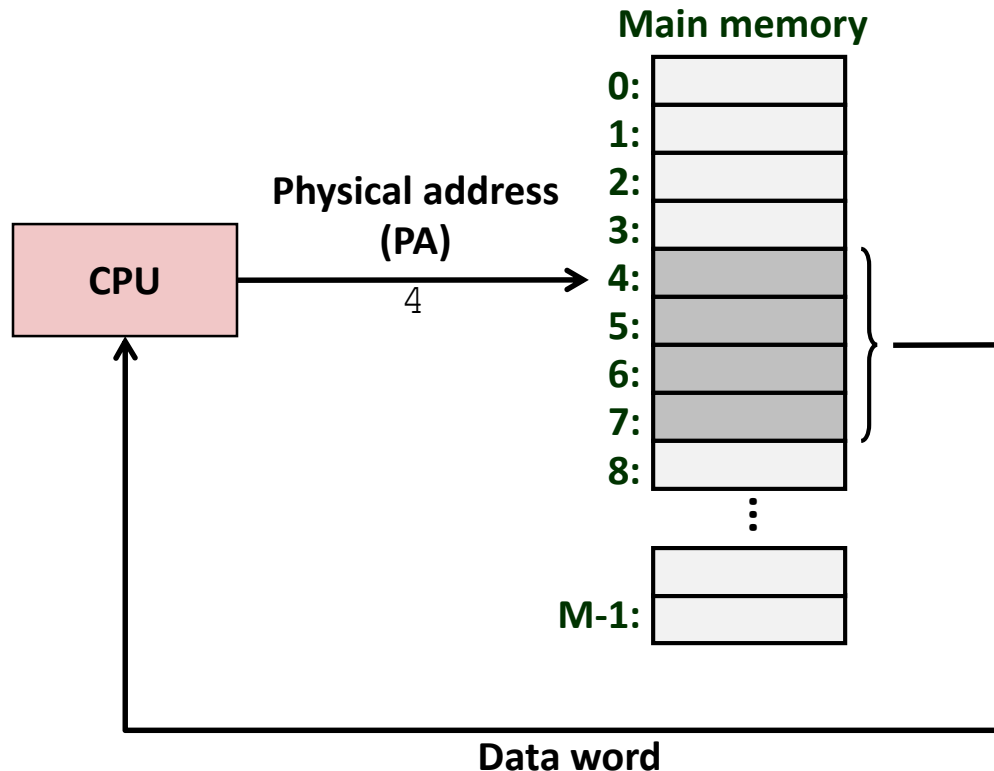 Main memory
0:
1:
2:
3:
4:
5:
6:
7:
8:
M-1:
Physical address
(PA)
4
CPU
Data word